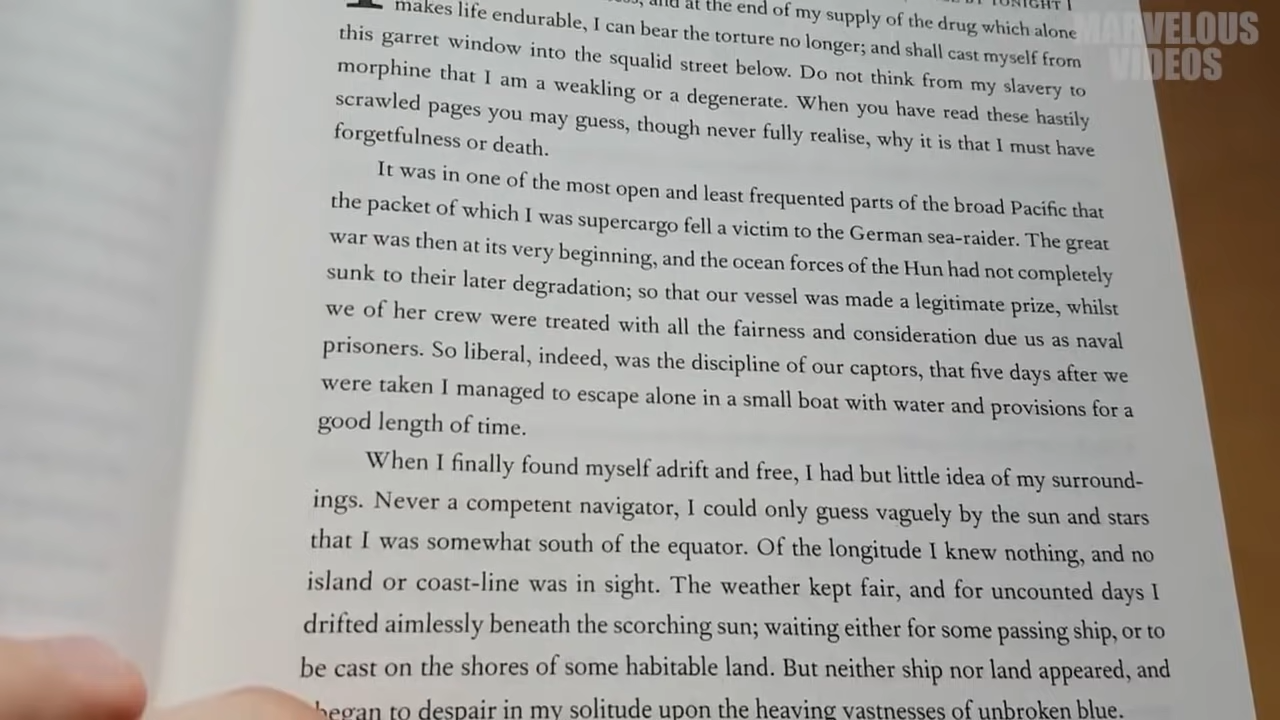 and at the end of my supply of the drug which alone
makes life endurable, I can bear the torture no longer; and shall cast myself from
this garret window into the squalid street below. Do not think from my slavery to
morphine that I am a weakling or a degenerate. When you have read these hastily
scrawled pages you may guess, though never fully realise, why it is that I must have
forgetfulness or death.
It was in one of the most open and least frequented parts of the broad Pacific that
the packet of which I was supercargo fell a victim to the German sea-raider. The great
war was then at its very beginning, and the ocean forces of the Hun had not completely
sunk to their later degradation; so that our vessel was made a legitimate prize, whilst
we of her crew were treated with all the fairness and consideration due us as naval
prisoners. So liberal, indeed, was the discipline of our captors, that five days after we
were taken I managed to escape alone in a small boat with water and provisions for a
good length of time.
When I finally found myself adrift and free, I had but little idea of my surround-
ings. Never a competent navigator, I could only guess vaguely by the sun and stars
that I was somewhat south of the equator. Of the longitude I knew nothing, and no
island or coast-line was in sight. The weather kept fair, and for uncounted days I
drifted aimlessly beneath the scorching sun; waiting either for some passing ship, or to
be cast on the shores of some habitable land. But neither ship nor land appeared, and
began to despair in my solitude upon the heaving vastnesses of unbroken blue.
MARVELOUS
VIDEOS